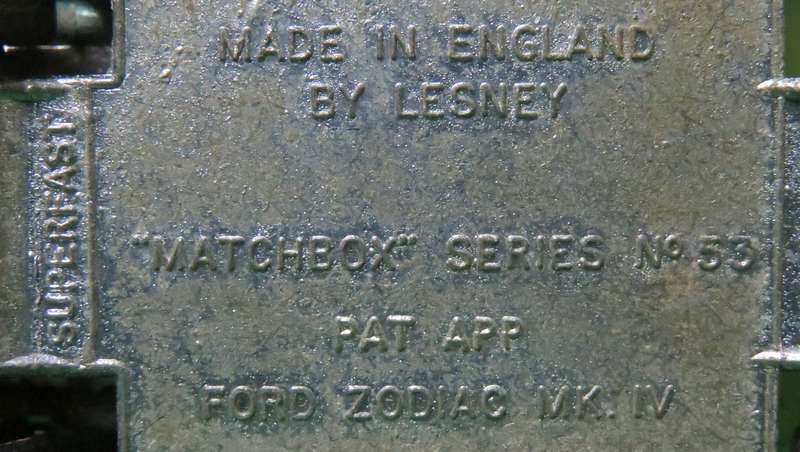 MADE IN ENGLAND
BY LESNEY
SUPERFAST
"MATCHBOX" SERIES Nº 53
PAT APP
FORD ZODIAC MK. IV